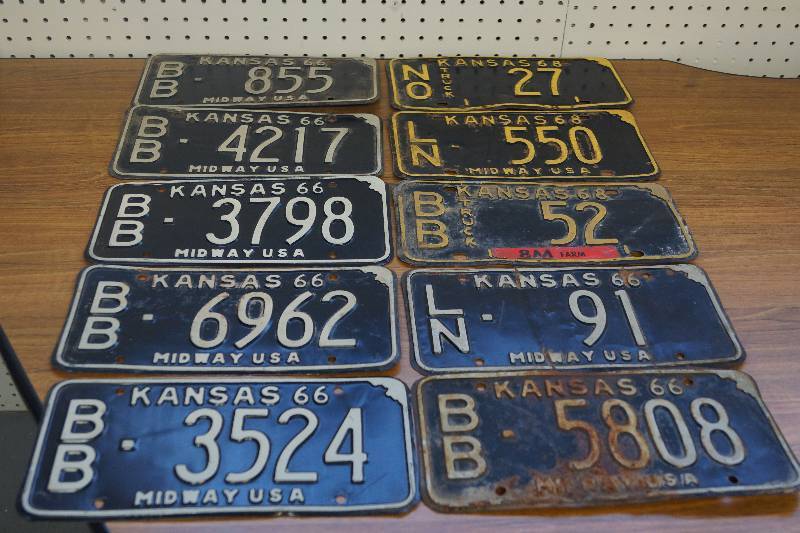 KANSAS 66
BB - 855
MIDWAY USA
KANSAS 68
NO TRUCK 27
KANSAS 66
BB - 4217
MIDWAY USA
KANSAS 68
LN 550
MIDWAY USA
KANSAS 66
BB - 3798
MIDWAY USA
KANSAS 68
BB TRUCK 52
8M FARM
KANSAS 66
BB - 6962
MIDWAY USA
KANSAS 66
LN - 91
MIDWAY USA
KANSAS 66
BB - 3524
MIDWAY USA
KANSAS 66
BB - 5808
MIDWAY USA